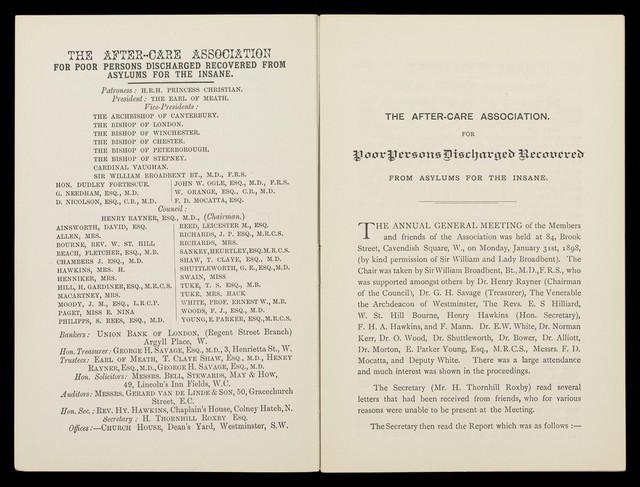 THE AFTER-CARE ASSOCIATION
FOR POOR PERSONS DISCHARGED RECOVERED FROM
ASYLUMS FOR THE INSANE.
Patroness: H.R.H. PRINCESS CHRISTIAN.
President: THE EARL OF MEATH.
Vice-Presidents:
THE ARCHBISHOP OF CANTERBURY.
THE BISHOP OF LONDON.
THE BISHOP OF WINCHESTER.
THE BISHOP OF CHESTER.
THE BISHOP OF PETERBOROUGH.
THE BISHOP OF STEPNEY.
CARDINAL VAUGHAN.
SIR WILLIAM BROADBENT BT., M.D., F.R.S.
HON. DUDLEY FORTESCUE.
G. NEEDHAM, ESQ., M.D.
D. NICOLSON, ESQ., C.B., M.D.
JOHN W. OGLE, ESQ., M.D., F.R.S.
W. ORANGE, ESQ., C.B., M.D.
F. D. MOCATTA, ESQ.
Council:
HENRY RAYNER, ESQ., M.D., (Chairman.)
AINSWORTH, DAVID, ESQ.
ALLEN, MRS.
BOURNE, REV. W. ST. HILL
BEACH, FLETCHER, ESQ., M.B.
CHAMBERS J. ESQ., M.D.
HAWKINS, MRS. H.
HENNIKER, MRS.
HILL, H. GARDINER, ESQ., M.R.C.S.
MACARTNEY, MRS.
MOODY, J. M., ESQ., L.R.C.P.
PAGET, MISS E. NINA
PHILIPPS, S. REES, ESQ., M.D.
REED, LEICESTER M., ESQ.
RICHARDS, J. P. ESQ., M.R.C.S.
RICHARDS, MRS.
SANKEY, HEURTLEY, ESQ. M.R.C.S.
SHAW, T. CLAYE, ESQ., M.D.
SHUTTLEWORTH, G. E., ESQ., M.D.
SWAIN, MISS
TUKE, T. S. ESQ., M.B.
TUKE, MRS. HACK
WHITE, PROF. ERNEST W., M.B.
WOODS, F. J., ESQ., M.D.
YOUNG, E. PARKER, ESQ., M.R.C.S.
Bankers: UNION BANK OF LONDON, (Regent Street Branch)
Argyll Place, W.
Hon. Treasurer: GEORGE H. SAVAGE, ESQ., M.D., 3, Henrietta St., W.
Trustees: EARL OF MEATH, T. CLAYE SHAW, ESQ., M.D., HENRY
RAYNER, ESQ., M.D., GEORGE H. SAVAGE, ESQ., M.D.
Hon. Solicitors: MESSRS. BELL, STEWARDS, MAY & HOW,
49, Lincoln's Inn Fields, W.C.
Auditors: MESSRS. GERARD VAN DE LINDE & SON, 50, Gracechurch
Street, E.C.
Hon. Sec.: REV. HY. HAWKINS, Chaplain's House, Colney Hatch, N.
Secretary: H. THORNHILL ROXBY ESQ.
Offices:—CHURCH HOUSE, Dean's Yard, Westminster, S.W.
THE AFTER-CARE ASSOCIATION.
FOR
Poor Persons Discharged Recovered
FROM ASYLUMS FOR THE INSANE.
THE ANNUAL GENERAL MEETING of the Members
and friends of the Association was held at 84, Brook
Street, Cavendish Square, W., on Monday, January 31st, 1898,
(by kind permission of Sir William and Lady Broadbent). The
Chair was taken by Sir William Broadbent, Bt., M.D., F.R.S., who
was supported amongst others by Dr. Henry Rayner (Chairman
of the Council), Dr. G. H. Savage (Treasurer), The Venerable
the Archdeacon of Westminster, The Revs. E. S Hilliard,
W. St. Hill Bourne, Henry Hawkins (Hon. Secretary),
F. H. A. Hawkins, and F. Mann. Dr. E.W. White, Dr. Norman
Kerr, Dr. O. Wood, Dr. Shuttleworth, Dr. Bower, Dr. Alliott,
Dr. Morton, E. Parker Young, Esq., M.R.C.S., Messrs. F. D.
Mocatta, and Deputy White. There was a large attendance
and much interest was shown in the proceedings.
The Secretary (Mr. H. Thornhill Roxby) read several
letters that had been received from friends, who for various
reasons were unable to be present at the Meeting.
The Secretary then read the Report which was as follows :—